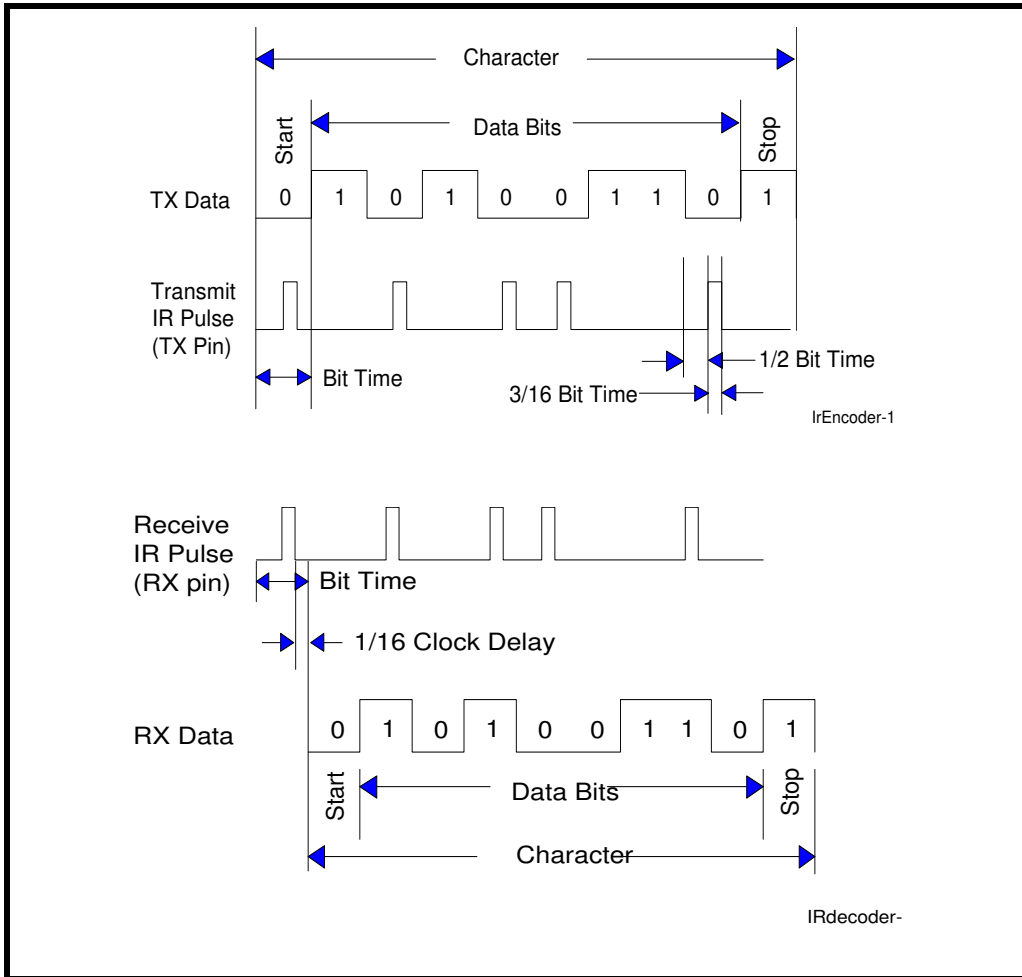 Character
Start
Data Bits
Stop
TX Data
0 1 0 1 0 0 1 1 0 1
Transmit
IR Pulse
(TX Pin)
Bit Time
1/2 Bit Time
3/16 Bit Time
IrEncoder-1
Receive
IR Pulse
(RX pin)
Bit Time
1/16 Clock Delay
RX Data
0 1 0 1 0 0 1 1 0 1
Start
Data Bits
Stop
Character
IRdecoder-